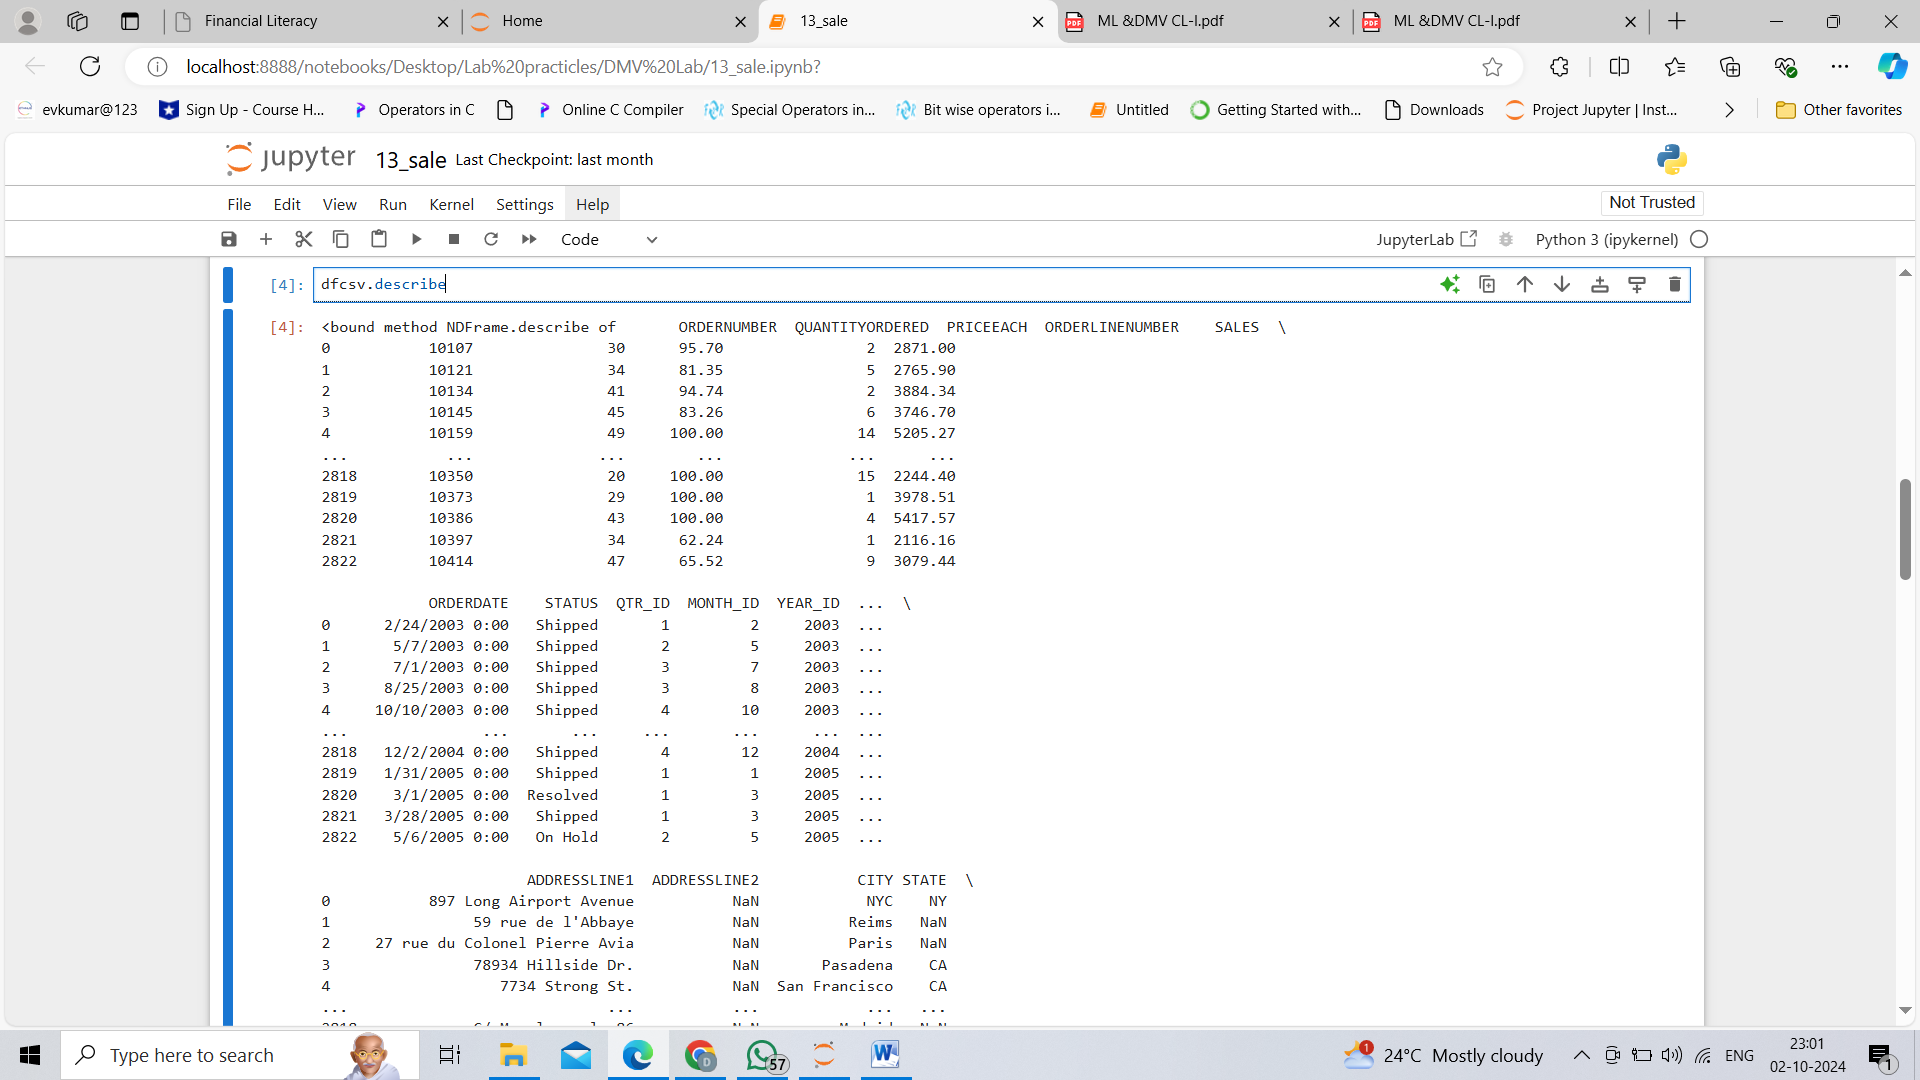 Financial Literacy
Home
13_sale
ML &DMV CL-I.pdf
ML &DMV CL-I.pdf
localhost:8888/notebooks/Desktop/Lab%20practicles/DMV%20Lab/13_sale.ipynb?
evkumar@123 Sign Up - Course H... Operators in C Online C Compiler Special Operators in... Bit wise operators i... Untitled Getting Started with... Downloads Project Jupyter | Inst... Other favorites
jupyter 13_sale Last Checkpoint: last month
File Edit View Run Kernel Settings Help Not Trusted
Code JupyterLab Python 3 (ipykernel)
[4]: dfcsv.describe
[4]: <bound method NDFrame.describe of ORDERNUMBER QUANTITYORDERED PRICEEACH ORDERLINENUMBER SALES \
0 10107 30 95.70 2 2871.00
1 10121 34 81.35 5 2765.90
2 10134 41 94.74 2 3884.34
3 10145 45 83.26 6 3746.70
4 10159 49 100.00 14 5205.27
... ... ... ... ... ...
2818 10350 20 100.00 15 2244.40
2819 10373 29 100.00 1 3978.51
2820 10386 43 100.00 4 5417.57
2821 10397 34 62.24 1 2116.16
2822 10414 47 65.52 9 3079.44
ORDERDATE STATUS QTR_ID MONTH_ID YEAR_ID ... \
0 2/24/2003 0:00 Shipped 1 2 2003 ...
1 5/7/2003 0:00 Shipped 2 5 2003 ...
2 7/1/2003 0:00 Shipped 3 7 2003 ...
3 8/25/2003 0:00 Shipped 3 8 2003 ...
4 10/10/2003 0:00 Shipped 4 10 2003 ...
... ... ... ... ... ... ...
2818 12/2/2004 0:00 Shipped 4 12 2004 ...
2819 1/31/2005 0:00 Shipped 1 1 2005 ...
2820 3/1/2005 0:00 Resolved 1 3 2005 ...
2821 3/28/2005 0:00 Shipped 1 3 2005 ...
2822 5/6/2005 0:00 On Hold 2 5 2005 ...
ADDRESSLINE1 ADDRESSLINE2 CITY STATE \
0 897 Long Airport Avenue NaN NYC NY
1 59 rue de l'Abbaye NaN Reims NaN
2 27 rue du Colonel Pierre Avia NaN Paris NaN
3 78934 Hillside Dr. NaN Pasadena CA
4 7734 Strong St. NaN San Francisco CA
... ... ... ... ...
Type here to search
57
1
24°C Mostly cloudy
ENG
23:01
02-10-2024
1